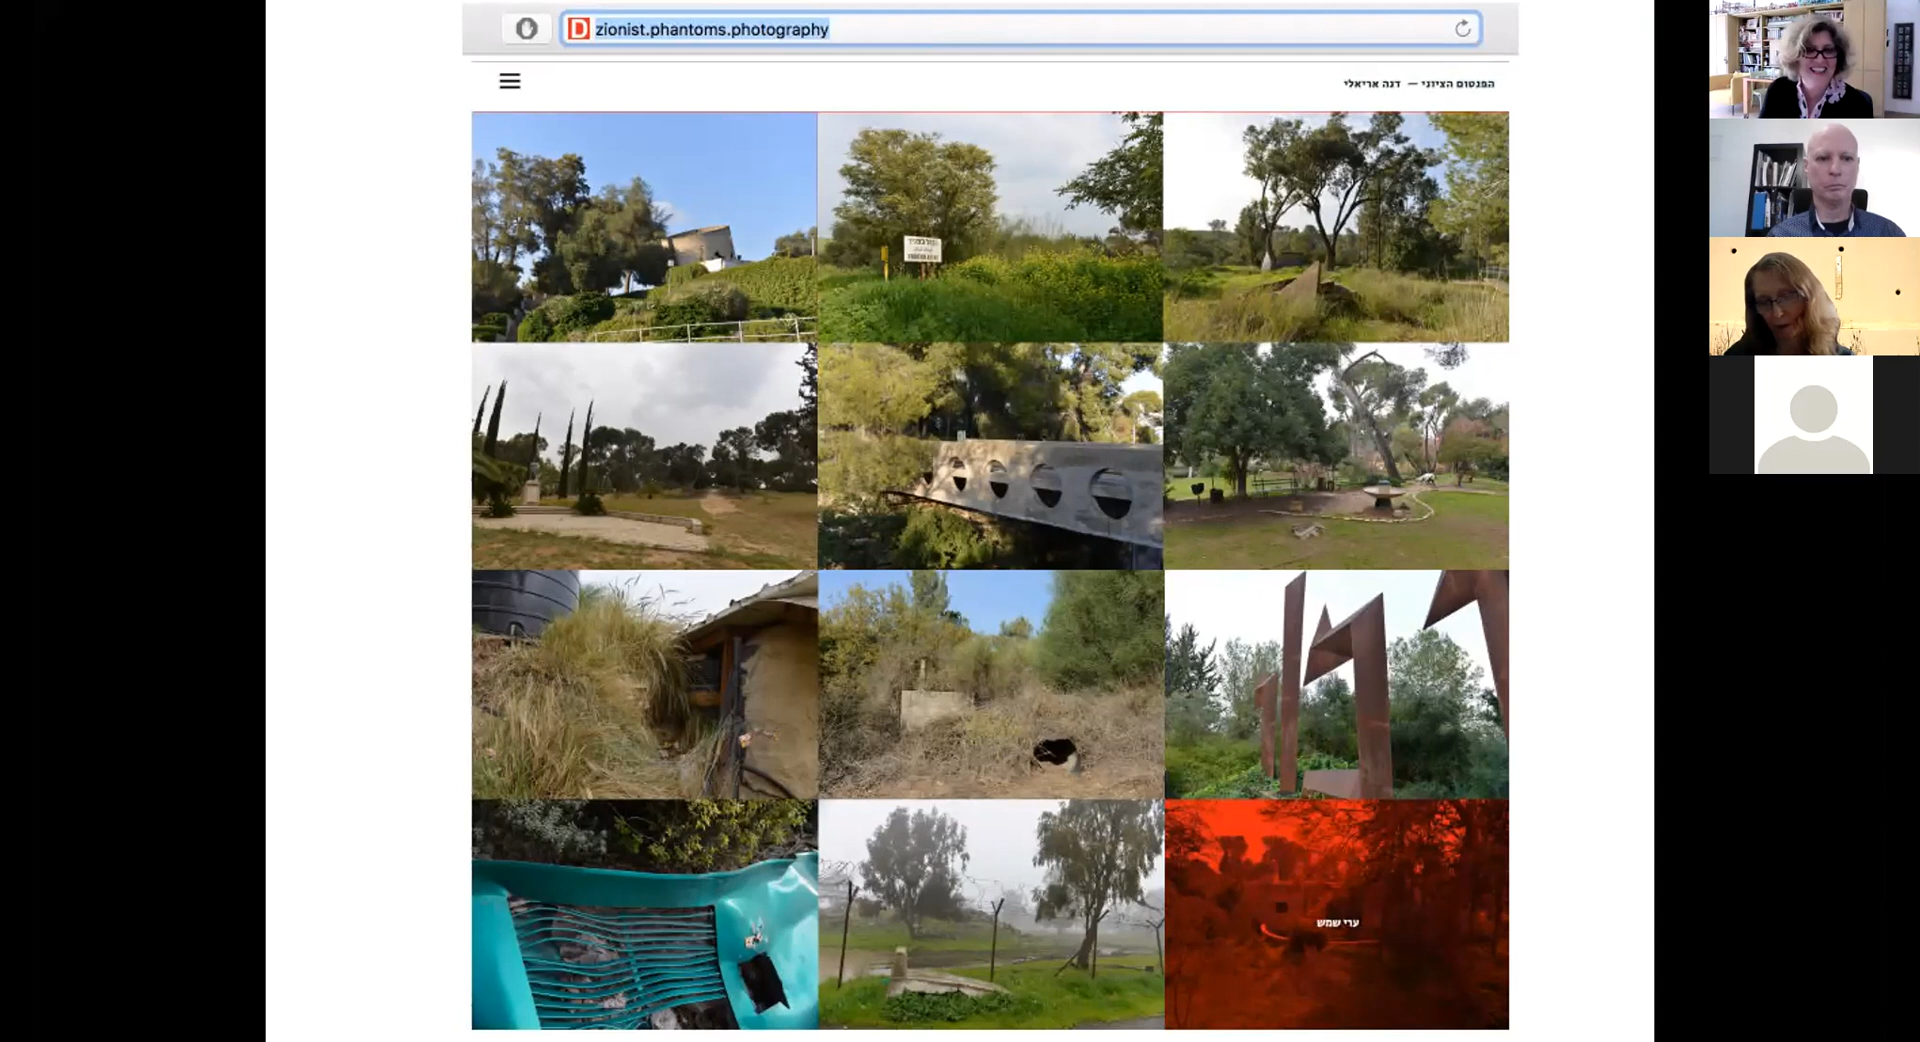 D zionist.phantoms.photography
הפנטום הציוני — דנה אריאלי
ערי שמש